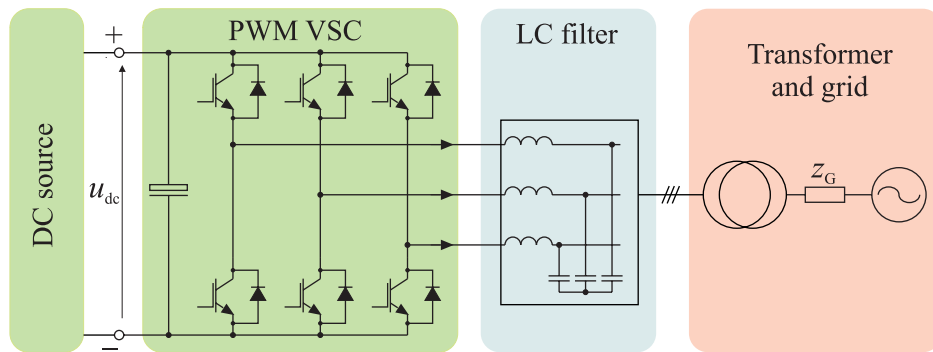 DC source
+
u_dc
−
PWM VSC
LC filter
Transformer
and grid
z_G